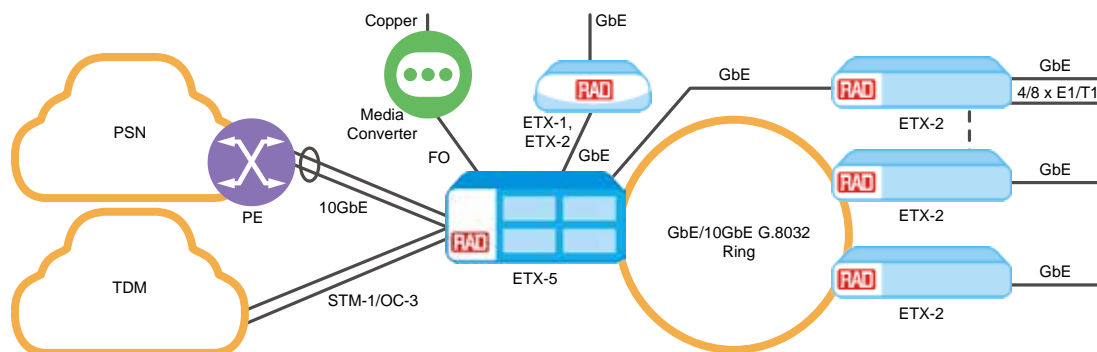 Copper
GbE
GbE
GbE
4/8 x E1/T1
RAD
RAD
PSN
Media
Converter
ETX-1,
ETX-2
ETX-2
FO
GbE
RAD
GbE
10GbE
PE
ETX-2
RAD
GbE/10GbE G.8032
Ring
RAD
GbE
TDM
ETX-5
STM-1/OC-3
ETX-2